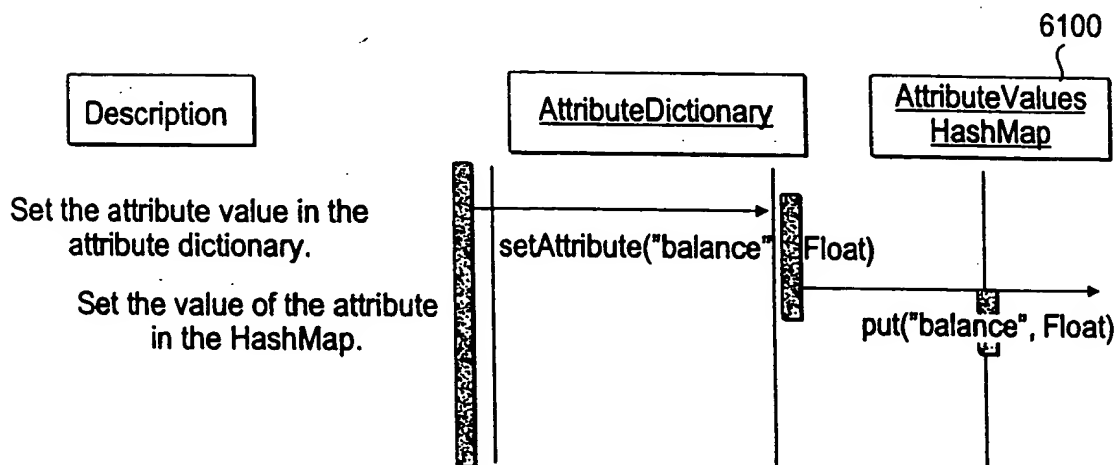 6100
Description
AttributeDictionary
AttributeValues
HashMap
Set the attribute value in the
attribute dictionary.
setAttribute("balance" Float)
Set the value of the attribute
in the HashMap.
put("balance", Float)